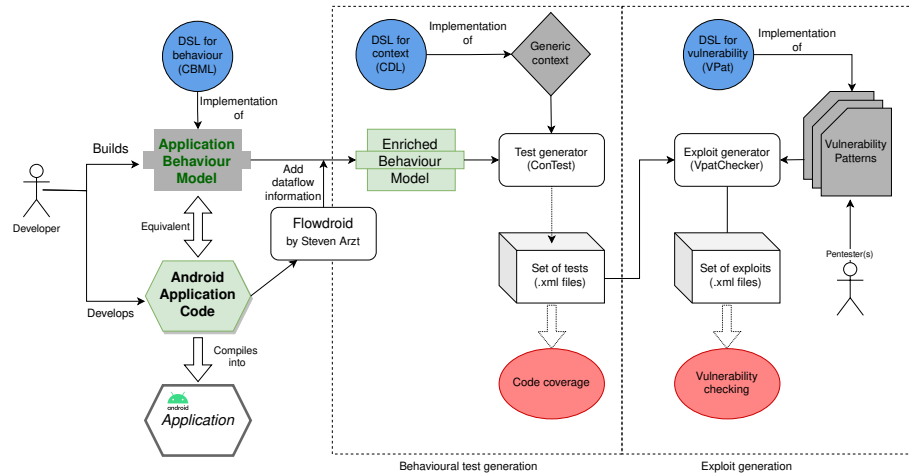 DSL for
behaviour
(CBML)
Implementation
of
Builds
Application
Behaviour
Model
Developer
Equivalent
Develops
Android
Application
Code
Compiles
into
android
Application
Add
dataflow
information
Flowdroid
by Steven Arzt
DSL for
context
(CDL)
Implementation
of
Generic
context
Enriched
Behaviour
Model
Test generator
(ConTest)
Set of tests
(.xml files)
Code coverage
Behavioural test generation
DSL for
vulnerability
(VPat)
Implementation
of
Exploit generator
(VpatChecker)
Vulnerability
Patterns
Pentester(s)
Set of exploits
(.xml files)
Vulnerability
checking
Exploit generation